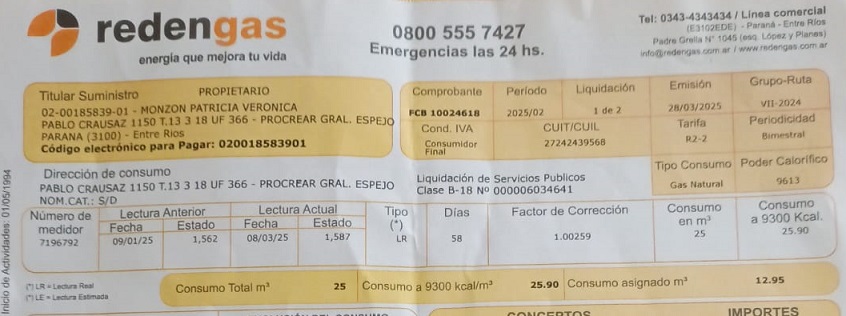 redengas
energía que mejora tu vida
0800 555 7427
Emergencias las 24 hs.
Tel: 0343-4343434 / Línea comercial
(E3102EDE) - Paraná - Entre Ríos
Padre Grella N° 1045 (esq. López y Planes)
info@redengas.com.ar / www.redengas.com.ar
Titular Suministro PROPIETARIO
02-00185839-01 - MONZON PATRICIA VERONICA
PABLO CRAUSAZ 1150 T.13 3 18 UF 366 - PROCREAR GRAL. ESPEJO
PARANA (3100) - Entre Rios
Código electrónico para Pagar: 020018583901
Comprobante Período Liquidación Emisión Grupo-Ruta
FCB 10024618 2025/02 1 de 2 28/03/2025 VII-2024
Cond. IVA CUIT/CUIL Tarifa Periodicidad
Consumidor Final 27242439568 R2-2 Bimestral
Dirección de consumo
PABLO CRAUSAZ 1150 T.13 3 18 UF 366 - PROCREAR GRAL. ESPEJO
NOM.CAT.: S/D
Liquidación de Servicios Publicos
Clase B-18 Nº 000006034641
Tipo Consumo Poder Calorífico
Gas Natural 9613
Número de medidor Lectura Anterior Lectura Actual Tipo (*) Días Factor de Corrección Consumo en m³ Consumo a 9300 Kcal.
Fecha Estado Fecha Estado
7196792 09/01/25 1,562 08/03/25 1,587 LR 58 1.00259 25 25.90
(*) LR = Lectura Real
(*) LE = Lectura Estimada
Consumo Total m³ 25 Consumo a 9300 kcal/m³ 25.90 Consumo asignado m³ 12.95
CONCEPTOS IMPORTES
Inicio de Actividades: 01/05/1994